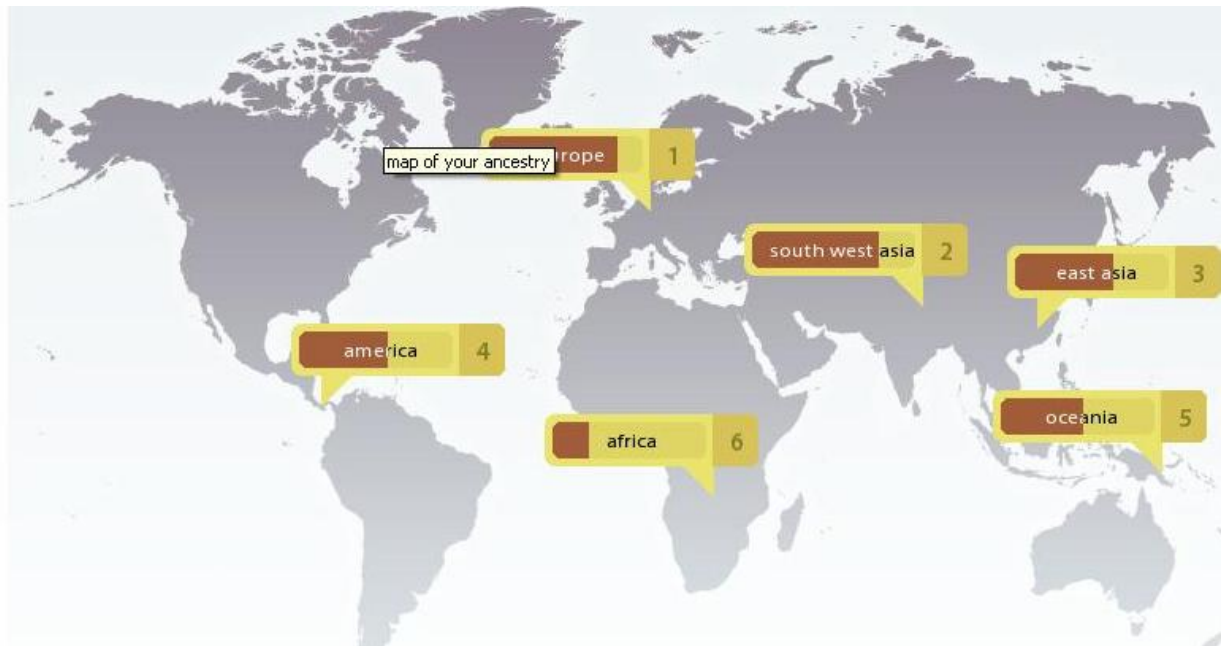 rope 1
map of your ancestry
south west asia 2
east asia 3
america 4
oceania 5
africa 6